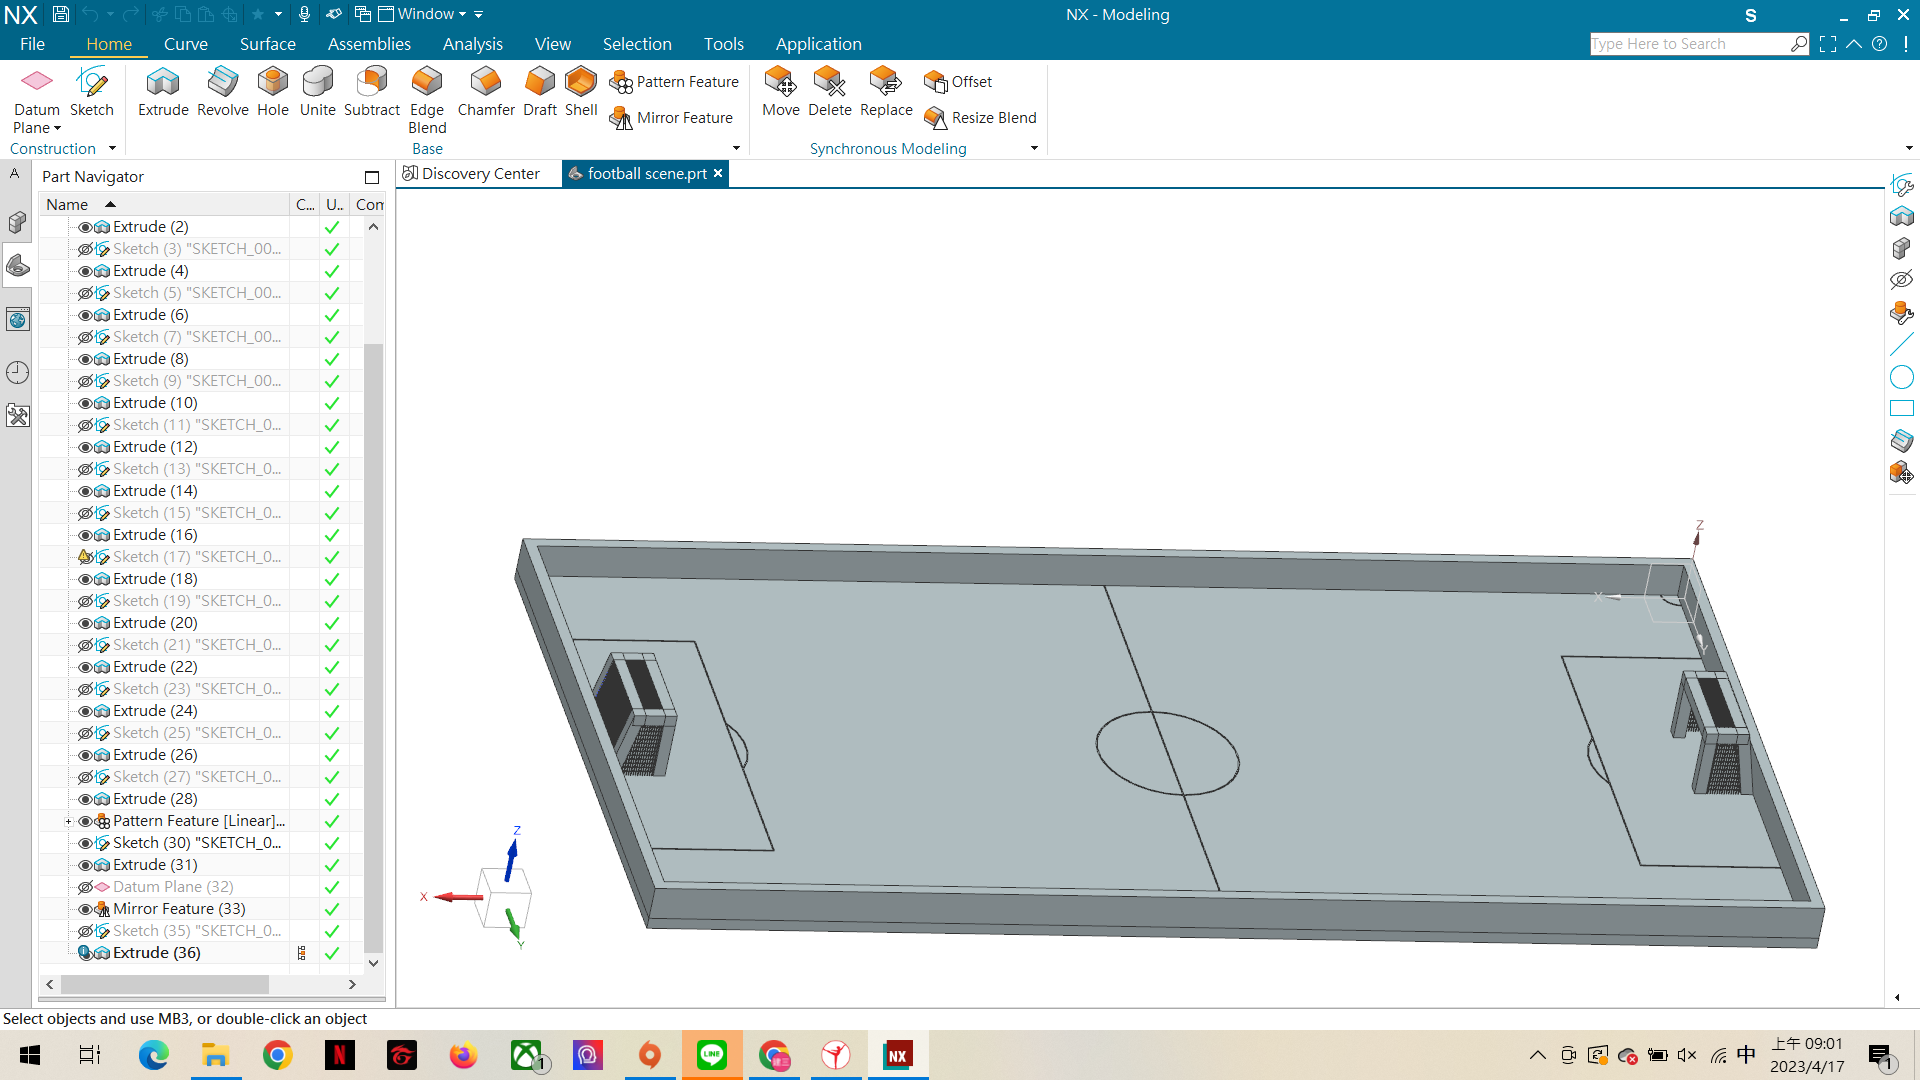 NX Window NX - Modeling S
File Home Curve Surface Assemblies Analysis View Selection Tools Application Type Here to Search
Datum Plane Sketch Extrude Revolve Hole Unite Subtract Edge Blend Chamfer Draft Shell Pattern Feature Mirror Feature Move Delete Replace Offset Resize Blend
Construction Base Synchronous Modeling
A Part Navigator Discovery Center football scene.prt
Name C... U.. Com
Extrude (2)
Sketch (3) "SKETCH_00...
Extrude (4)
Sketch (5) "SKETCH_00...
Extrude (6)
Sketch (7) "SKETCH_00...
Extrude (8)
Sketch (9) "SKETCH_00...
Extrude (10)
Sketch (11) "SKETCH_0...
Extrude (12)
Sketch (13) "SKETCH_0...
Extrude (14)
Sketch (15) "SKETCH_0...
Extrude (16)
Sketch (17) "SKETCH_0...
Extrude (18)
Sketch (19) "SKETCH_0...
Extrude (20)
Sketch (21) "SKETCH_0...
Extrude (22)
Sketch (23) "SKETCH_0...
Extrude (24)
Sketch (25) "SKETCH_0...
Extrude (26)
Sketch (27) "SKETCH_0...
Extrude (28)
Pattern Feature [Linear]...
Sketch (30) "SKETCH_0...
Extrude (31)
Datum Plane (32)
Mirror Feature (33)
Sketch (35) "SKETCH_0...
Extrude (36)
Z
X
Y
Z
X
Y
Select objects and use MB3, or double-click an object
N 1 LINE NX 中 上午 09:01
2023/4/17 1